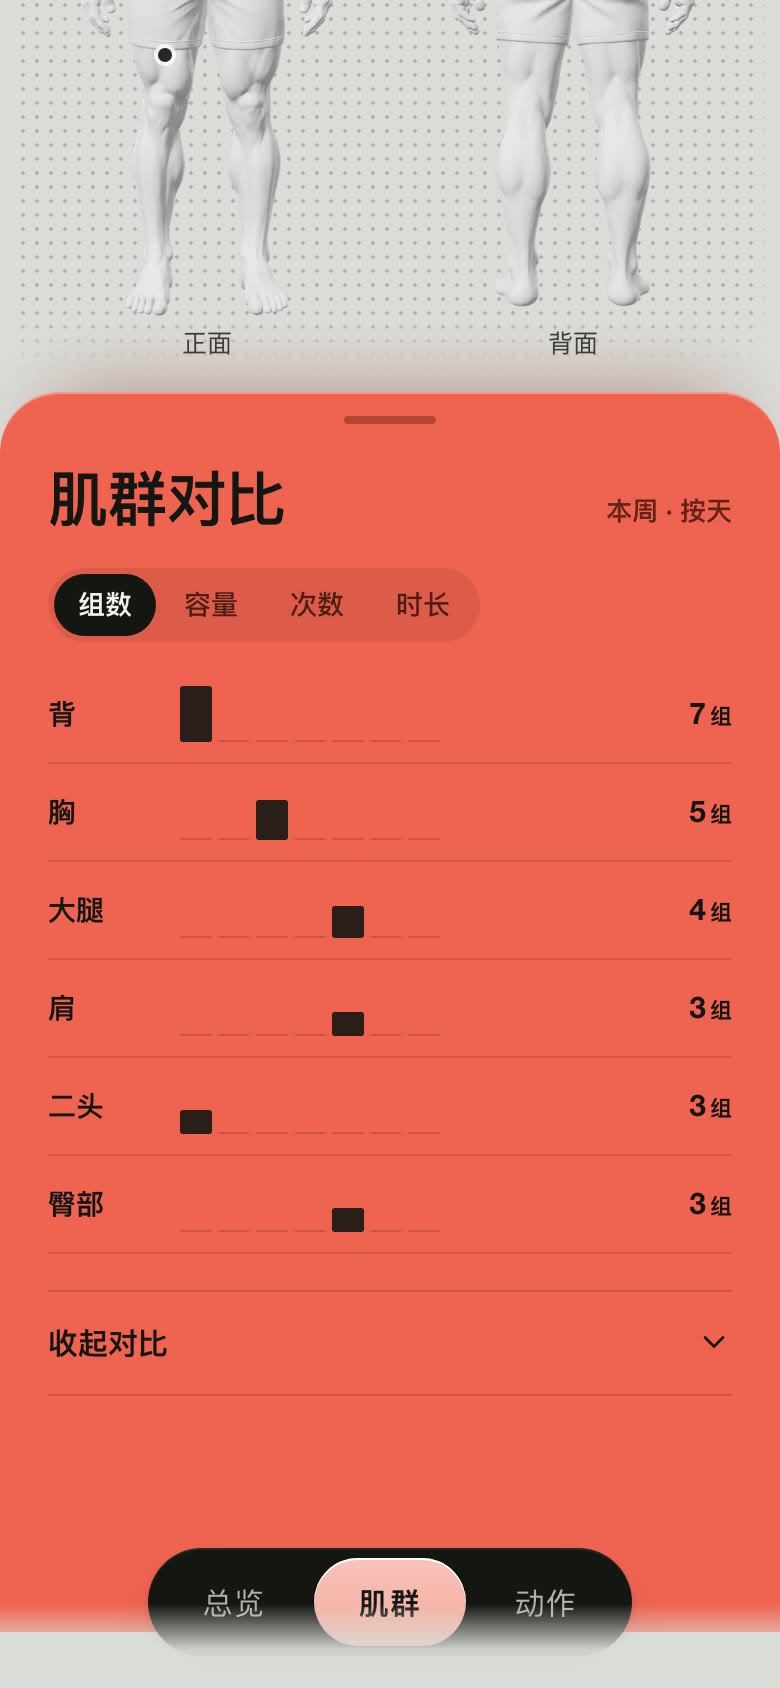 正面 背面
肌群对比
本周 · 按天
组数 容量 次数 时长
背 7 组
胸 5 组
大腿 4 组
肩 3 组
二头 3 组
臀部 3 组
收起对比
总览 肌群 动作